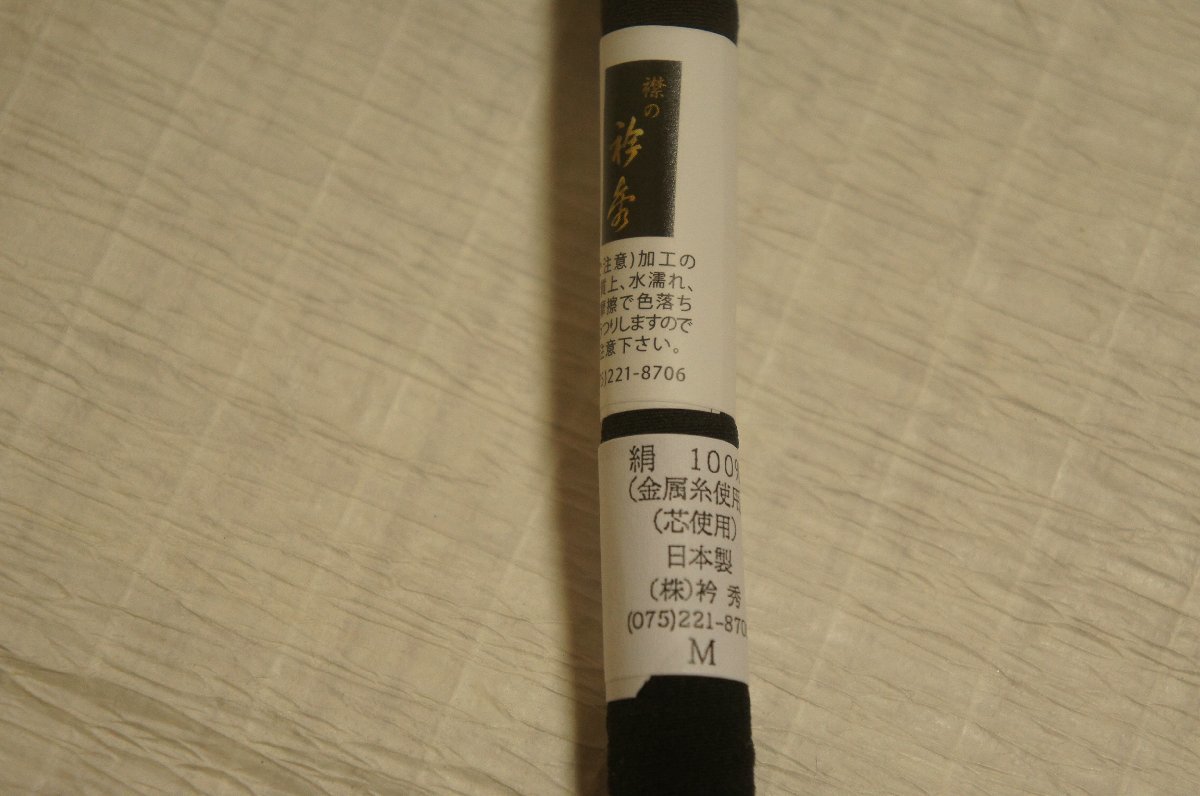 襟の
衿秀
注意)加工の
質上、水濡れ、
擦で色落ち
つりしますので
注意下さい。
)221-8706
絹 100%
(金属糸使用)
(芯使用)
日本製
(株)衿秀
(075)221-870
M